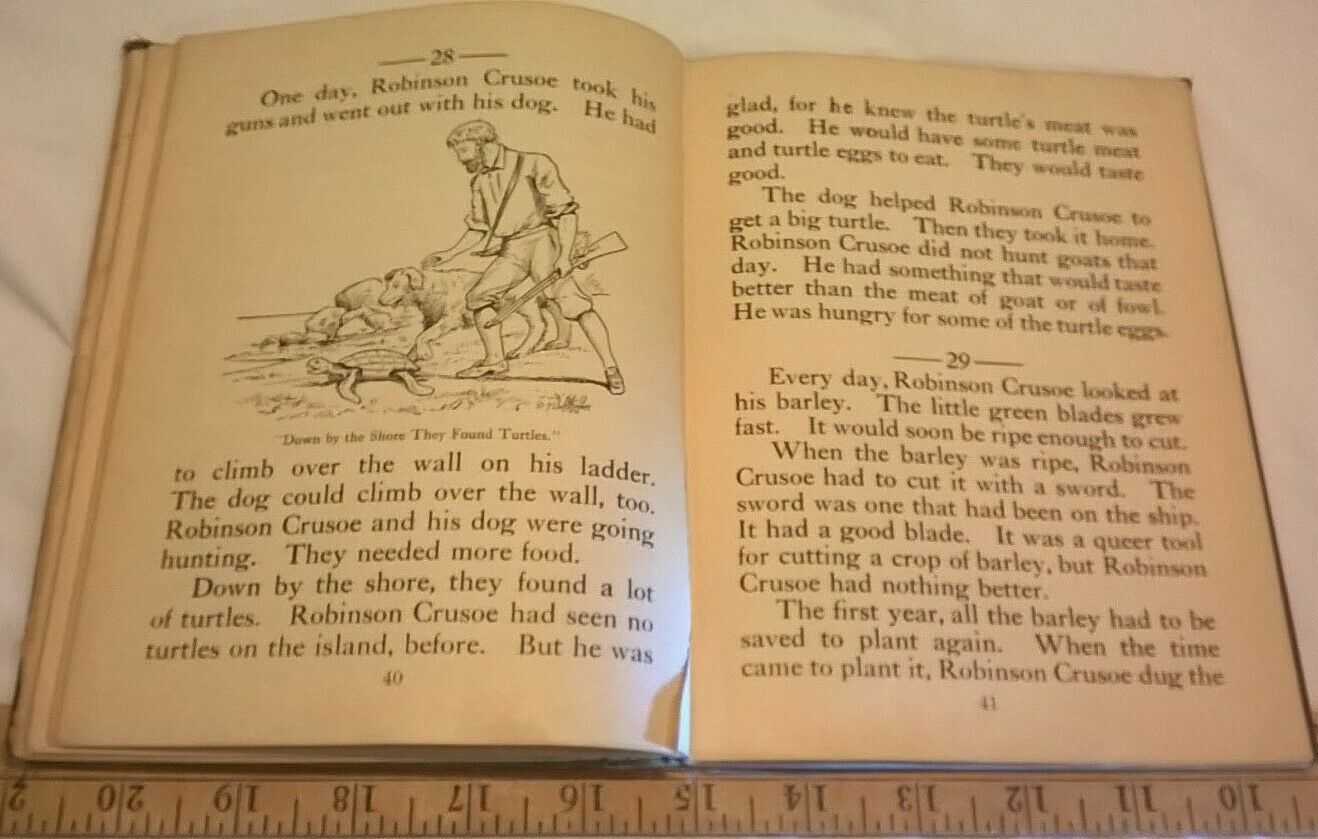 28
One day, Robinson Crusoe took his
guns and went out with his dog. He had
"Down by the Shore They Found Turtles."
to climb over the wall on his ladder.
The dog could climb over the wall, too.
Robinson Crusoe and his dog were going
hunting. They needed more food.
Down by the shore, they found a lot
of turtles. Robinson Crusoe had seen no
turtles on the island, before. But he was
40
glad, for he knew the turtle's meat was
good. He would have some turtle meat
and turtle eggs to eat. They would taste
good.
The dog helped Robinson Crusoe to
get a big turtle. Then they took it home.
Robinson Crusoe did not hunt goats that
day. He had something that would taste
better than the meat of goat or of fowl.
He was hungry for some of the turtle eggs.
29
Every day, Robinson Crusoe looked at
his barley. The little green blades grew
fast. It would soon be ripe enough to cut.
When the barley was ripe, Robinson
Crusoe had to cut it with a sword. The
sword was one that had been on the ship.
It had a good blade. It was a queer tool
for cutting a crop of barley, but Robinson
Crusoe had nothing better.
The first year, all the barley had to be
saved to plant again. When the time
came to plant it, Robinson Crusoe dug the
41
20 19 18 17 16 15 14 13 12 11 10